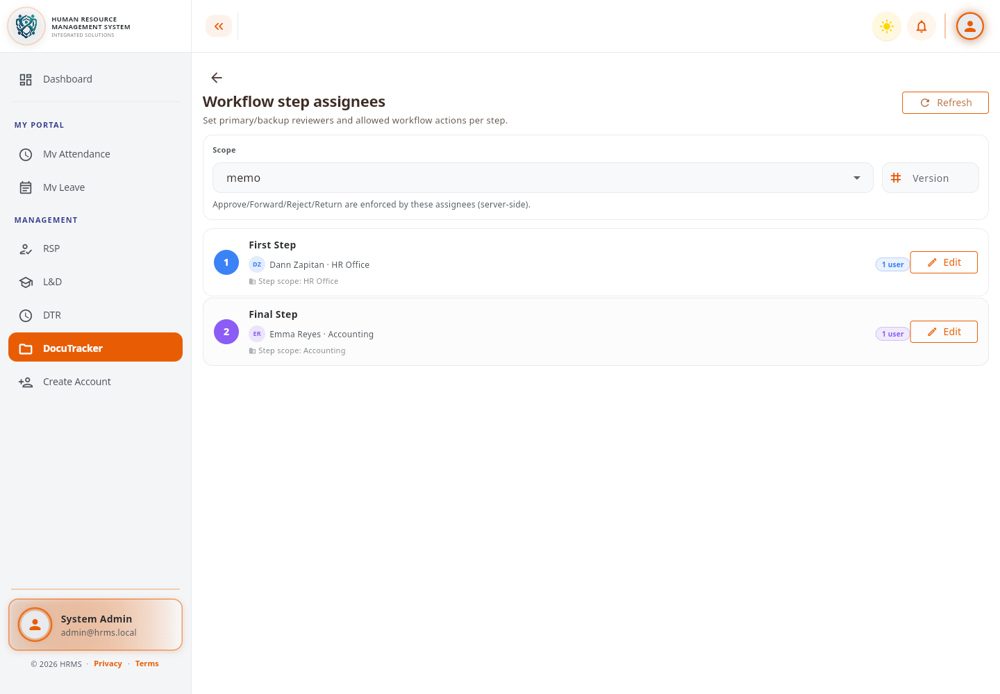 HUMAN RESOURCE
MANAGEMENT SYSTEM
INTEGRATED SOLUTIONS
Dashboard
MY PORTAL
My Attendance
My Leave
MANAGEMENT
RSP
L&D
DTR
DocuTracker
Create Account
System Admin
admin@hrms.local
© 2026 HRMS · Privacy · Terms
Workflow step assignees
Set primary/backup reviewers and allowed workflow actions per step.
Refresh
Scope
memo
Version
Approve/Forward/Reject/Return are enforced by these assignees (server-side).
1
First Step
DZ Dann Zapitan · HR Office
Step scope: HR Office
1 user
Edit
2
Final Step
ER Emma Reyes · Accounting
Step scope: Accounting
1 user
Edit